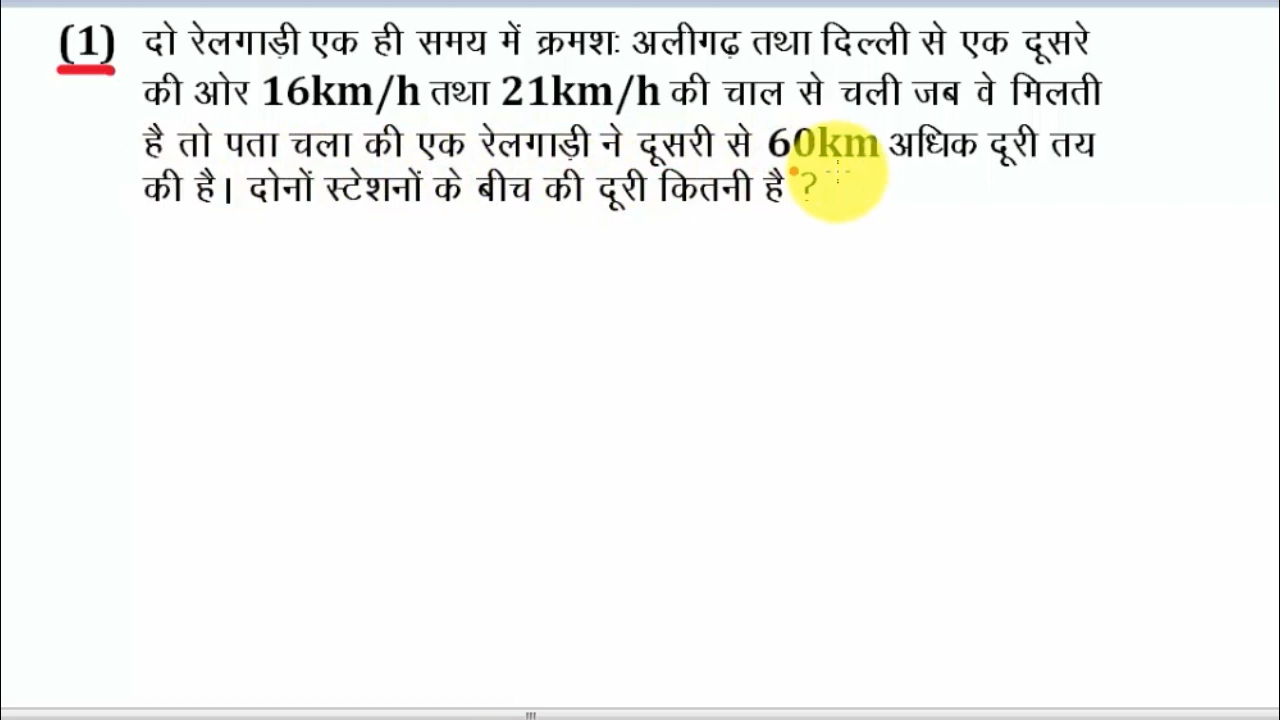 (1) दो रेलगाड़ी एक ही समय में क्रमशः अलीगढ़ तथा दिल्ली से एक दूसरे
की ओर 16km/h तथा 21km/h की चाल से चली जब वे मिलती
है तो पता चला की एक रेलगाड़ी ने दूसरी से 60km अधिक दूरी तय
की है। दोनों स्टेशनों के बीच की दूरी कितनी है ?